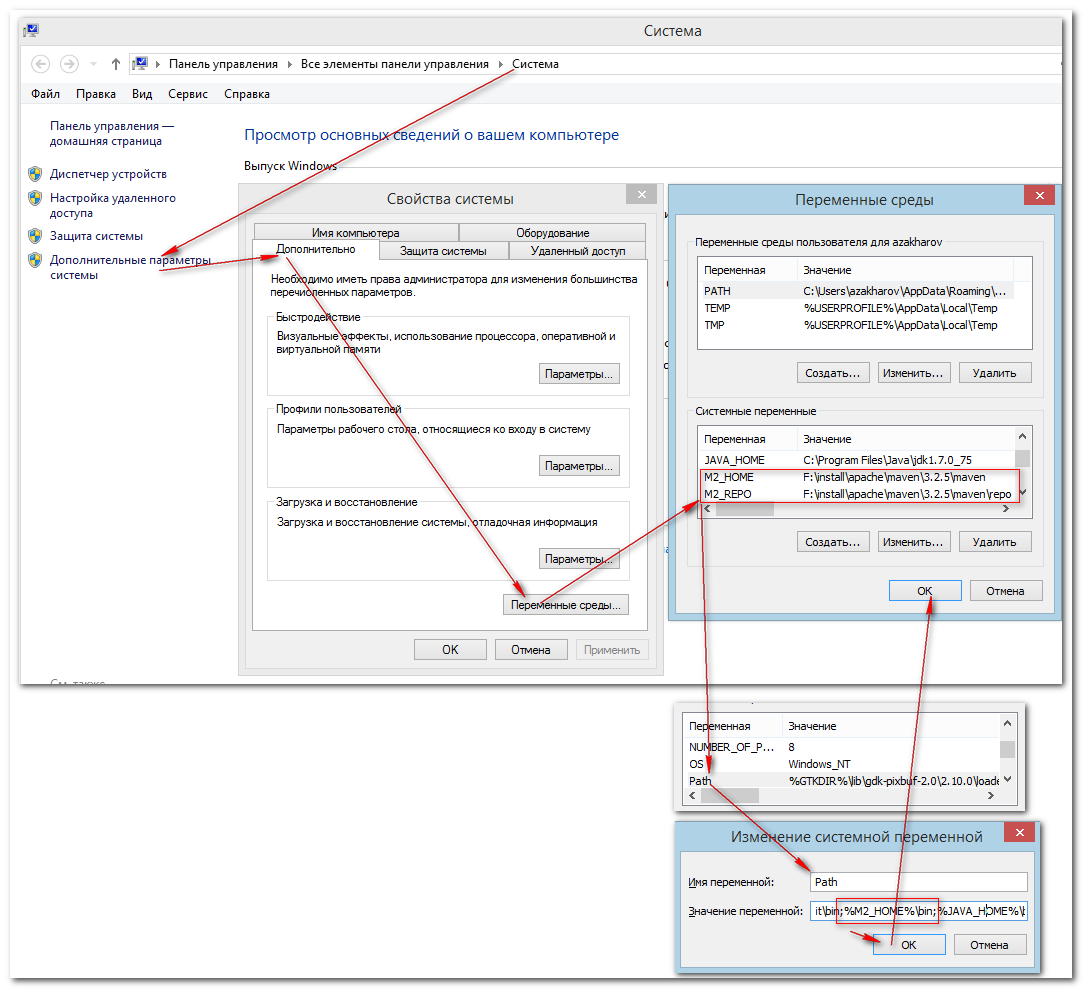 Система
Панель управления
Все элементы панели управления
Система
Файл Правка Вид Сервис Справка
Панель управления —
домашняя страница
Диспетчер устройств
Настройка удаленного
доступа
Защита системы
Дополнительные параметры
системы
См. также
Просмотр основных сведений о вашем компьютере
Выпуск Windows
Свойства системы
Имя компьютера
Оборудование
Дополнительно
Защита системы
Удаленный доступ
Необходимо иметь права администратора для изменения большинства
перечисленных параметров.
Быстродействие
Визуальные эффекты, использование процессора, оперативной и
виртуальной памяти
Параметры...
Профили пользователей
Параметры рабочего стола, относящиеся ко входу в систему
Параметры...
Загрузка и восстановление
Загрузка и восстановление системы, отладочная информация
Параметры...
Переменные среды...
OK
Отмена
Применить
Переменные среды
Переменные среды пользователя для azakharov
Переменная Значение
PATH C:\Users\azakharov\AppData\Roaming\...
TEMP %USERPROFILE%\AppData\Local\Temp
TMP %USERPROFILE%\AppData\Local\Temp
Создать...
Изменить...
Удалить
Системные переменные
Переменная Значение
JAVA_HOME C:\Program Files\Java\jdk1.7.0_75
M2_HOME F:\install\apache\maven\3.2.5\maven
M2_REPO F:\install\apache\maven\3.2.5\maven\repo
Создать...
Изменить...
Удалить
OK
Отмена
Переменная Значение
NUMBER_OF_P... 8
OS Windows_NT
Path %GTKDIR%\lib\gdk-pixbuf-2.0\2.10.0\loade
Изменение системной переменной
Имя переменной: Path
Значение переменной: it\bin;%M2_HOME%\bin;%JAVA_HOME%\b
OK
Отмена